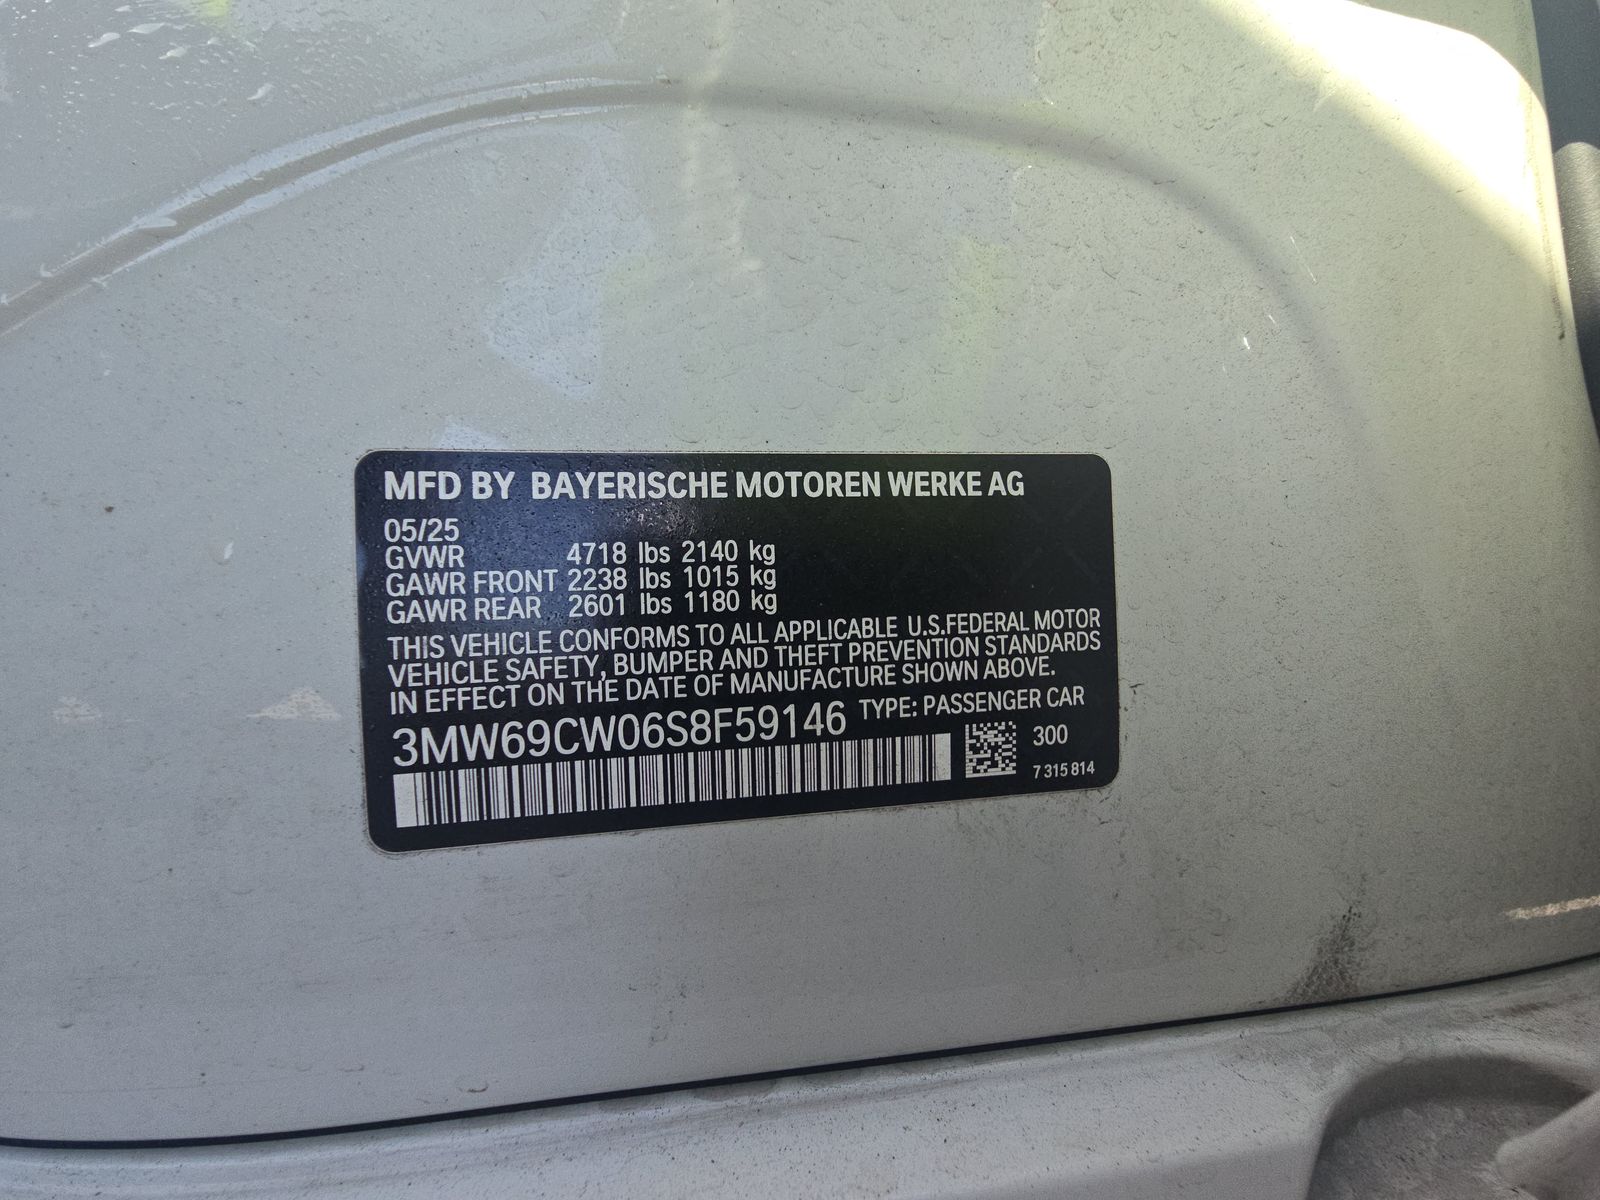 MFD BY BAYERISCHE MOTOREN WERKE AG
05/25
GVWR 4718 lbs 2140 kg
GAWR FRONT 2238 lbs 1015 kg
GAWR REAR 2601 lbs 1180 kg
THIS VEHICLE CONFORMS TO ALL APPLICABLE U.S.FEDERAL MOTOR
VEHICLE SAFETY, BUMPER AND THEFT PREVENTION STANDARDS
IN EFFECT ON THE DATE OF MANUFACTURE SHOWN ABOVE.
3MW69CW06S8F59146 TYPE: PASSENGER CAR
300
7 315 814